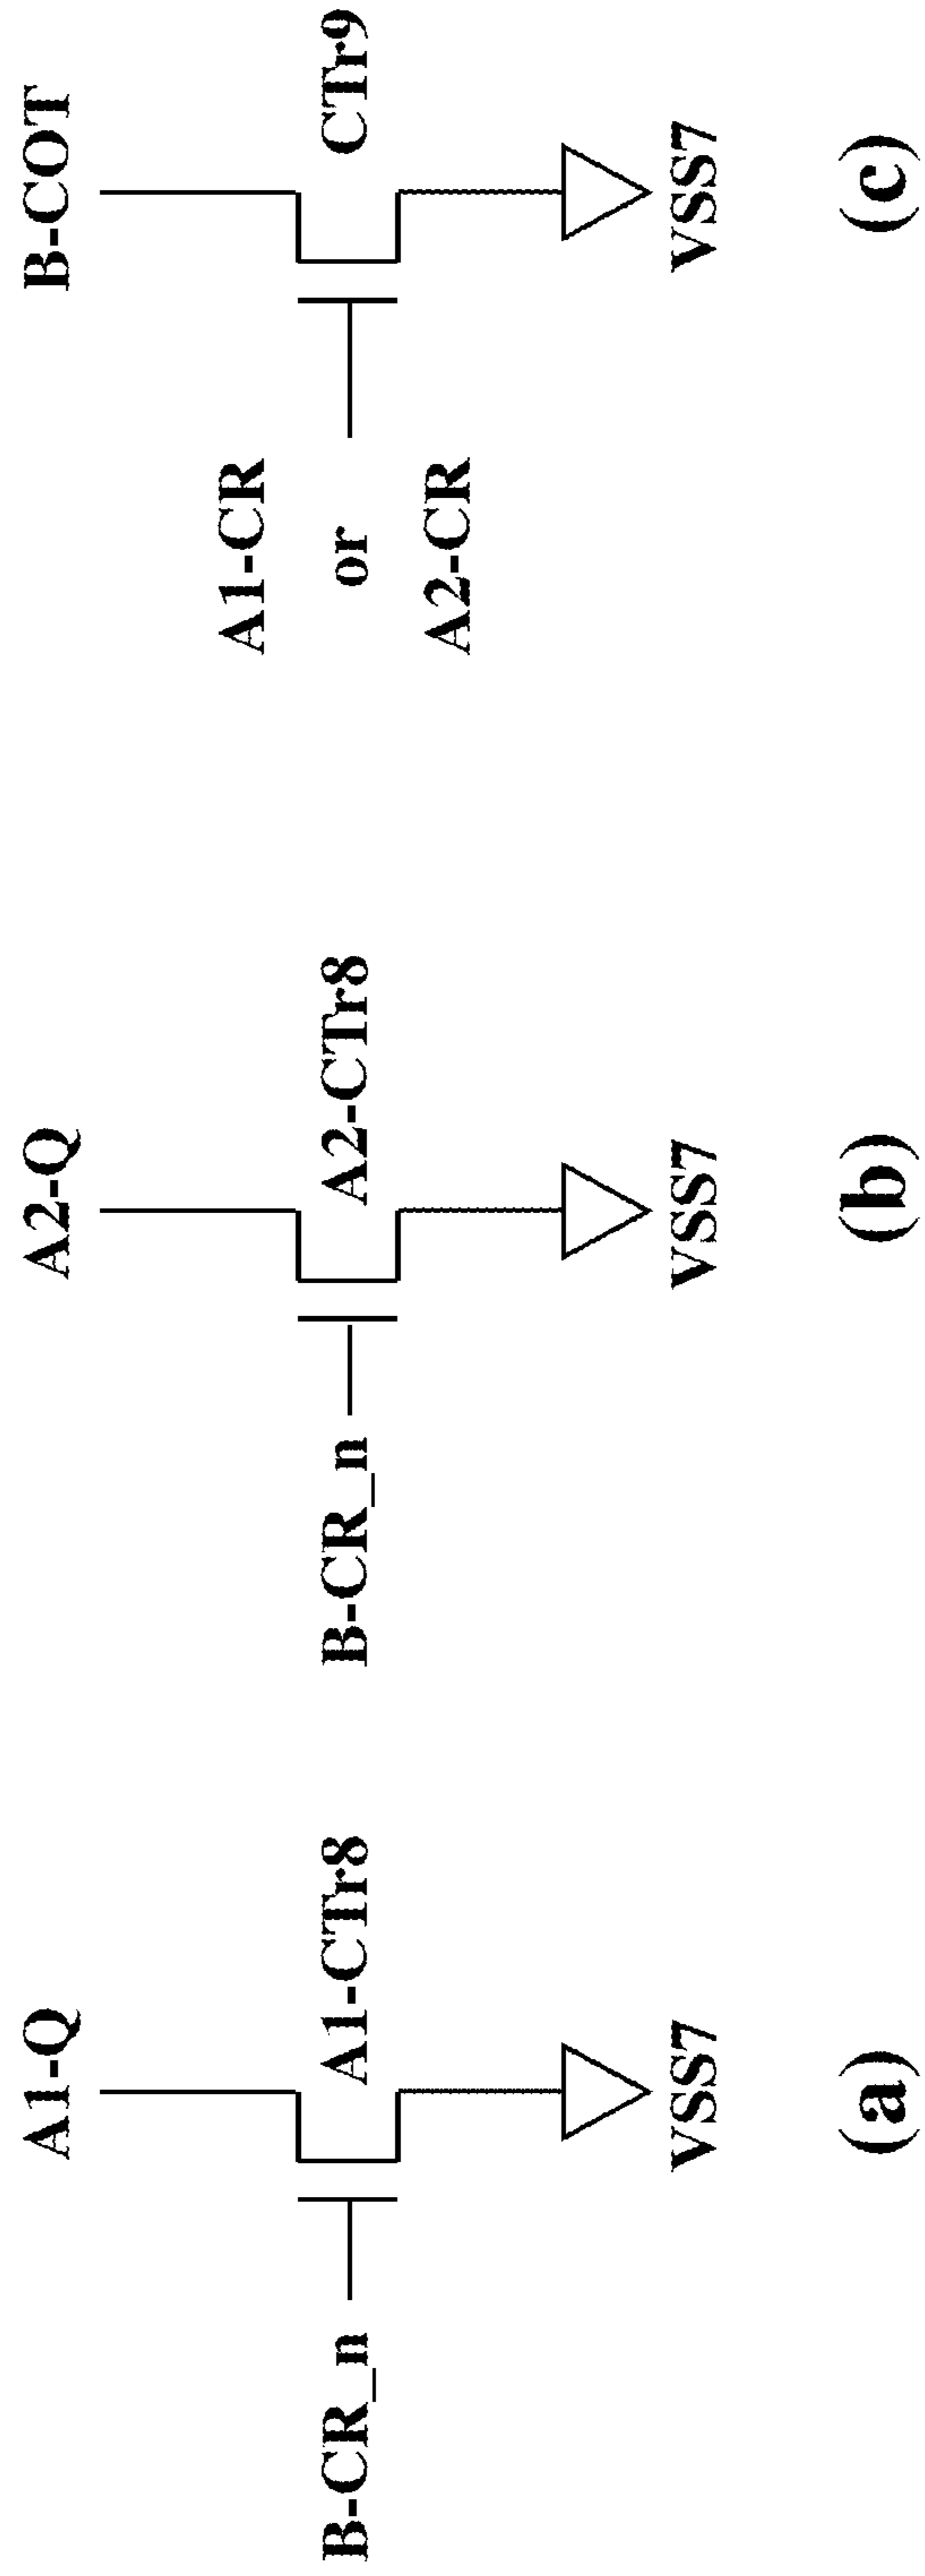 A1-Q
B-CR_n
A1-CTr8
VSS7
(a)
A2-Q
B-CR_n
A2-CTr8
VSS7
(b)
B-COT
A1-CR
or
A2-CR
CTr9
VSS7
(c)